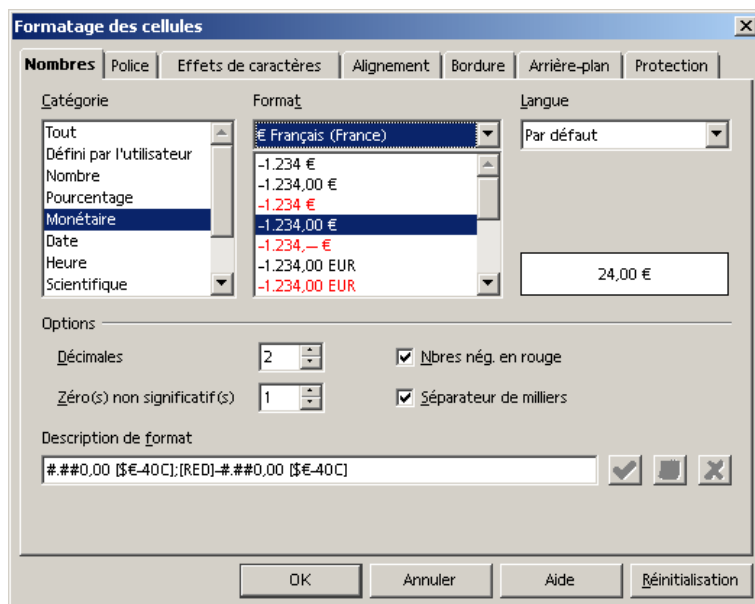 Formatage des cellules
Nombres Police Effets de caractères Alignement Bordure Arrière-plan Protection
Catégorie Format Langue
Tout
Défini par l'utilisateur
Nombre
Pourcentage
Monétaire
Date
Heure
Scientifique
€ Français (France)
-1.234 €
-1.234,00 €
-1.234 €
-1.234,00 €
-1.234,-- €
-1.234,00 EUR
-1.234,00 EUR
Par défaut
24,00 €
Options
Décimales 2 Nbres nég. en rouge
Zéro(s) non significatif(s) 1 Séparateur de milliers
Description de format
#.##0,00 [$€-40C];[RED]-#.##0,00 [$€-40C]
OK Annuler Aide Réinitialisation